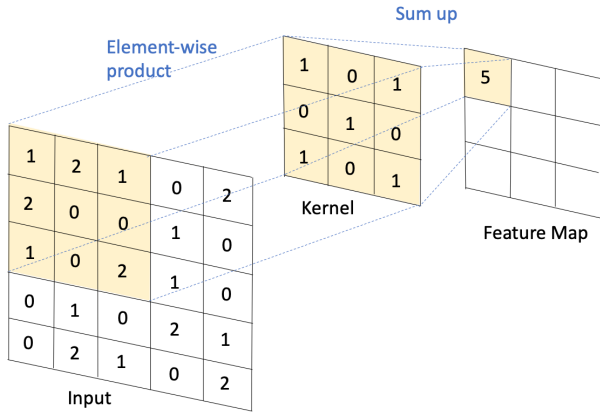 Sum up
Element-wise
product
1 0 1
0 1 0
1 0 1
Kernel
5
Feature Map
1 2 1 0 2
2 0 0 1 0
1 0 2 1 0
0 1 0 2 1
0 2 1 0 2
Input